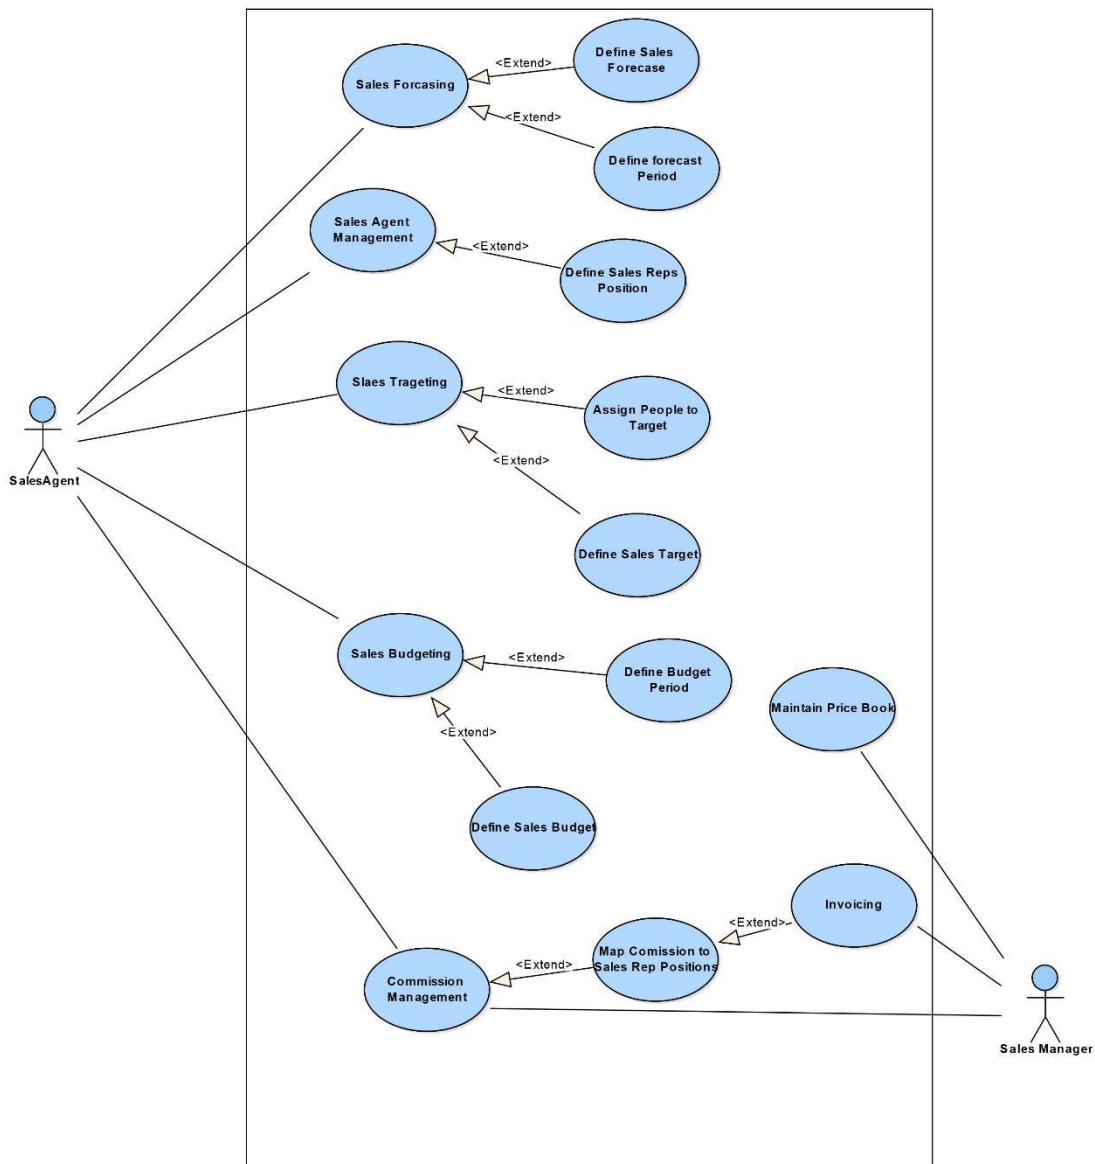 Define Sales
Forecase
<Extend>
Sales Forcasing
<Extend>
Define forecast
Period
Sales Agent
Management
<Extend>
Define Sales Reps
Position
Slaes Trageting
<Extend>
Assign People to
Target
<Extend>
SalesAgent
Define Sales Target
Sales Budgeting
<Extend>
Define Budget
Period
Maintain Price Book
<Extend>
Define Sales Budget
Invoicing
<Extend>
Map Comission to
Sales Rep Positions
<Extend>
Commission
Management
Sales Manager